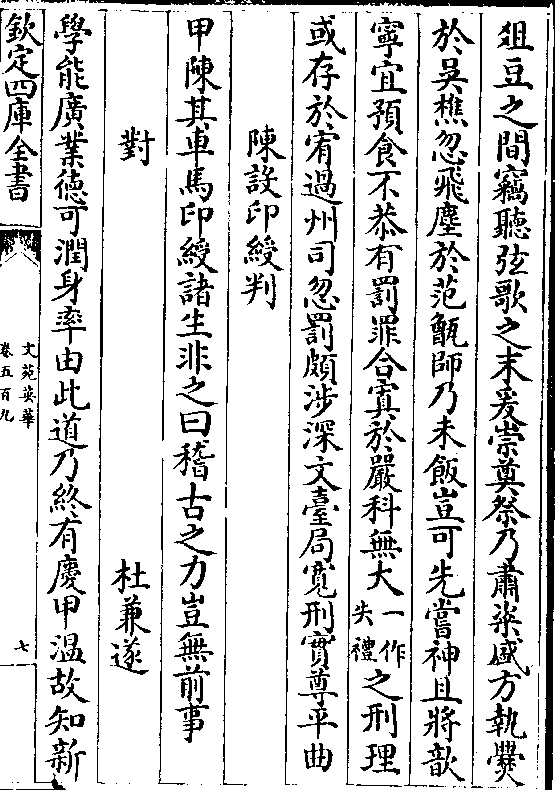 俎豆之間竊聽弦歌之末爰崇奠祭乃肅粢盛方執爨
於吳樵忽飛塵於范甑師乃未飯豈可先嘗神且將歆
寧宜預食不恭有罰罪合寘於嚴科無大一作失禮之刑理
或存於宥過州司忽罰頗涉深文臺局寛刑實尊平曲
陳設印綬判
甲陳其車馬印綬諸生非之曰稽古之力豈無前事
對
杜兼遂
學能廣業徳可潤身率由此道乃終有慶甲温故知新
欽定四庫全書
文苑英華
卷五百九
七